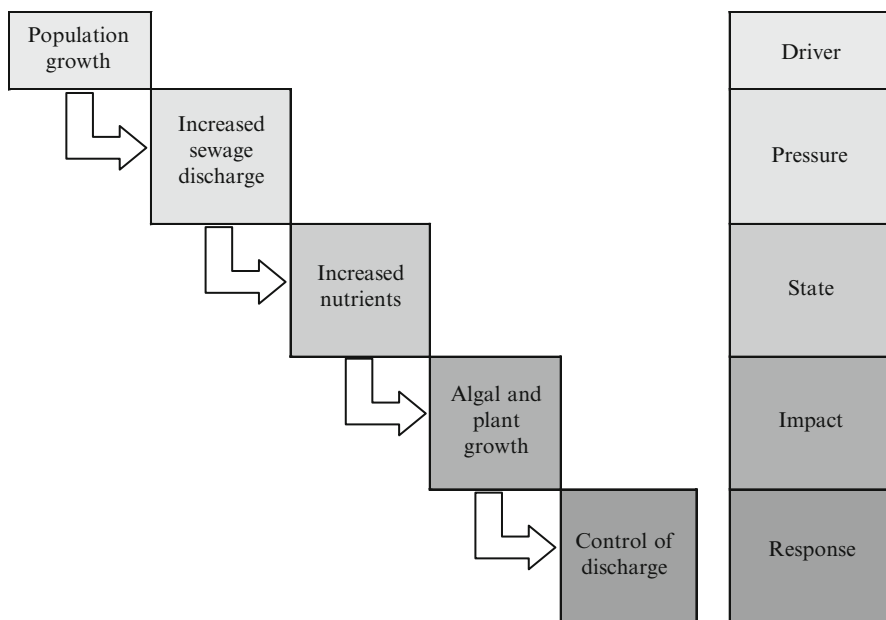 Population
growth
Driver
Increased
sewage
discharge
Pressure
Increased
nutrients
State
Algal and
plant
growth
Impact
Control of
discharge
Response